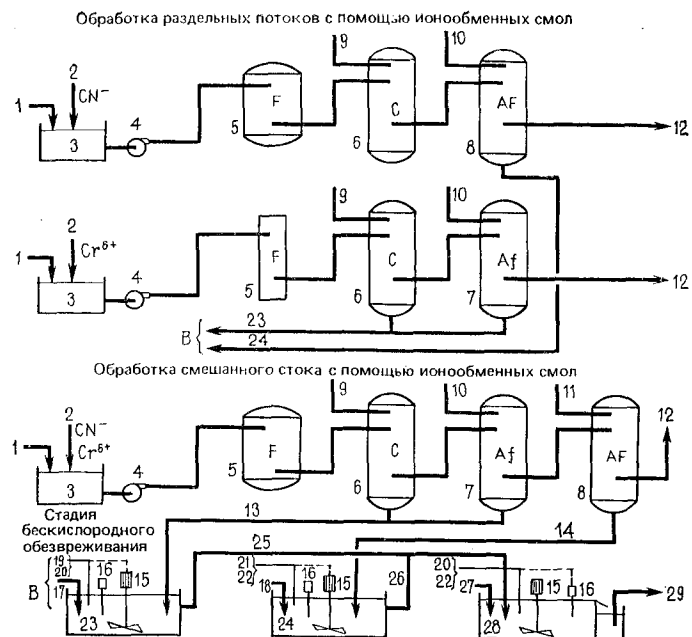 Обработка раздельных потоков с помощью ионообменных смол
9 10
2
CN⁻
1 4 F C AF
3 5 6 8 12
9 10
2
Cr⁶⁺
1 4 F C Af
3 5 6 7 12
B { 23
24
Обработка смешанного стока с помощью ионообменных смол
9 10 11
2 12
CN⁻
Cr⁶⁺
1 4 F C Af AF
3 5 6 7 8
13 14
Стадия
бескислородного
обезвреживания
25
B { 19 20 17 16 15 26
23
21 22 18 16 15
24
20 22 27 15 16 29
28